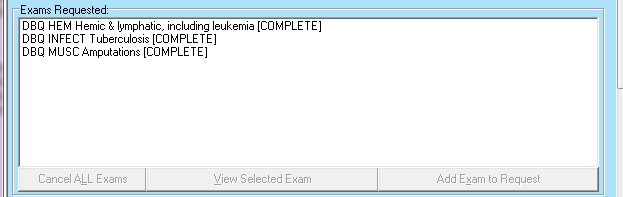 Exams Requested:
DBQ HEM Hemic & lymphatic, including leukemia [COMPLETE]
DBQ INFECT Tuberculosis [COMPLETE]
DBQ MUSC Amputations [COMPLETE]
Cancel ALL Exams View Selected Exam Add Exam to Request